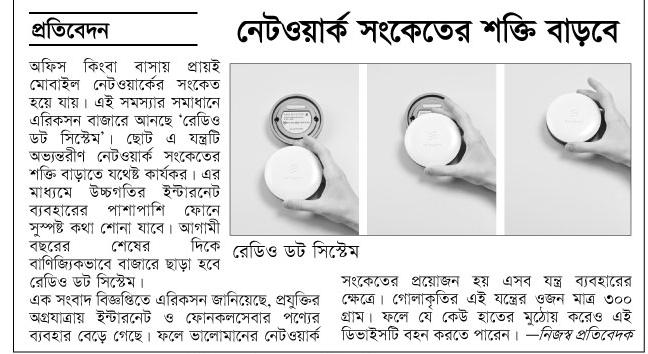 প্রতিবেদন
নেটওয়ার্ক সংকেতের শক্তি বাড়বে
অফিস কিংবা বাসায় প্রায়ই
মোবাইল নেটওয়ার্কের সংকেত
হয়ে যায়। এই সমস্যার সমাধানে
এরিকসন বাজারে আনছে ‘রেডিও
ডট সিস্টেম’। ছোট এ যন্ত্রটি
অভ্যন্তরীণ নেটওয়ার্ক সংকেতের
শক্তি বাড়াতে যথেষ্ট কার্যকর। এর
মাধ্যমে উচ্চগতির ইন্টারনেট
ব্যবহারের পাশাপাশি ফোনে
সুস্পষ্ট কথা শোনা যাবে। আগামী
বছরের শেষের দিকে
বাণিজ্যিকভাবে বাজারে ছাড়া হবে
রেডিও ডট সিস্টেম।
এক সংবাদ বিজ্ঞপ্তিতে এরিকসন জানিয়েছে, প্রযুক্তির
অগ্রযাত্রায় ইন্টারনেট ও ফোনকলসেবার পণ্যের
ব্যবহার বেড়ে গেছে। ফলে ভালোমানের নেটওয়ার্ক
রেডিও ডট সিস্টেম
সংকেতের প্রয়োজন হয় এসব যন্ত্র ব্যবহারের
ক্ষেত্রে। গোলাকৃতির এই যন্ত্রের ওজন মাত্র ৩০০
গ্রাম। ফলে যে কেউ হাতের মুঠোয় করেও এই
ডিভাইসটি বহন করতে পারেন। —নিজস্ব প্রতিবেদক